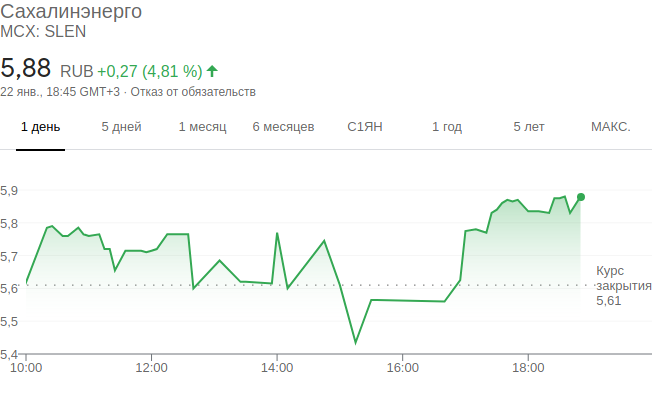 Сахалинэнерго
MCX: SLEN
5,88 RUB +0,27 (4,81 %)
22 янв., 18:45 GMT+3 · Отказ от обязательств
1 день 5 дней 1 месяц 6 месяцев С1ЯН 1 год 5 лет МАКС.
5,9
5,8
5,7
5,6
5,5
5,4
Курс
закрытия
5,61
10:00 12:00 14:00 16:00 18:00